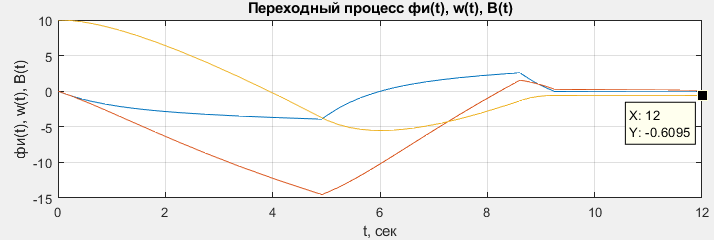 Переходный процесс фи(t), w(t), B(t)
фи(t), w(t), B(t)
10
5
0
-5
-10
-15
0
2
4
6
8
10
12
X: 12
Y: -0.6095
t, сек